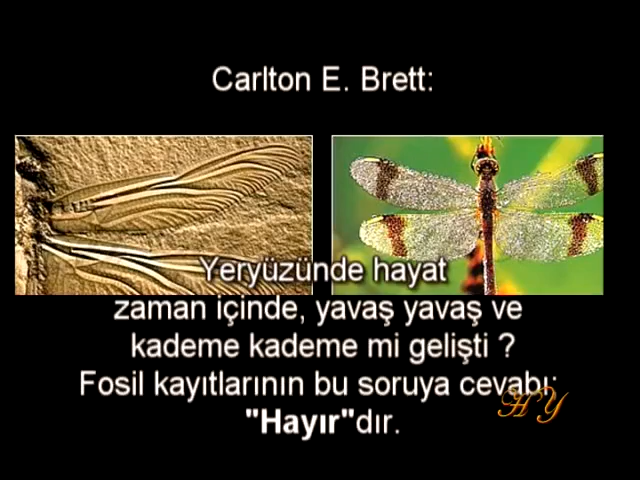 Carlton E. Brett:
Yeryüzünde hayat
zaman içinde, yavaş yavaş ve
kademe kademe mi gelişti ?
Fosil kayıtlarının bu soruya cevabı:
"Hayır"dır.
HY